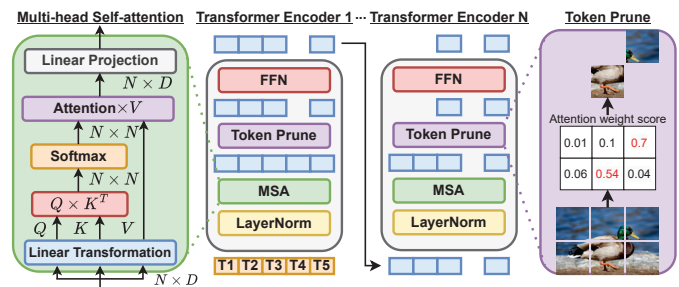 Multi-head Self-attention
Linear Projection
N × D
Attention×V
N × N
Softmax
N × N
Q × K^T
Q K V
Linear Transformation
N × D
Transformer Encoder 1 ··· Transformer Encoder N
FFN
Token Prune
MSA
LayerNorm
T1 T2 T3 T4 T5
FFN
Token Prune
MSA
LayerNorm
Token Prune
Attention weight score
0.01 0.1 0.7
0.06 0.54 0.04